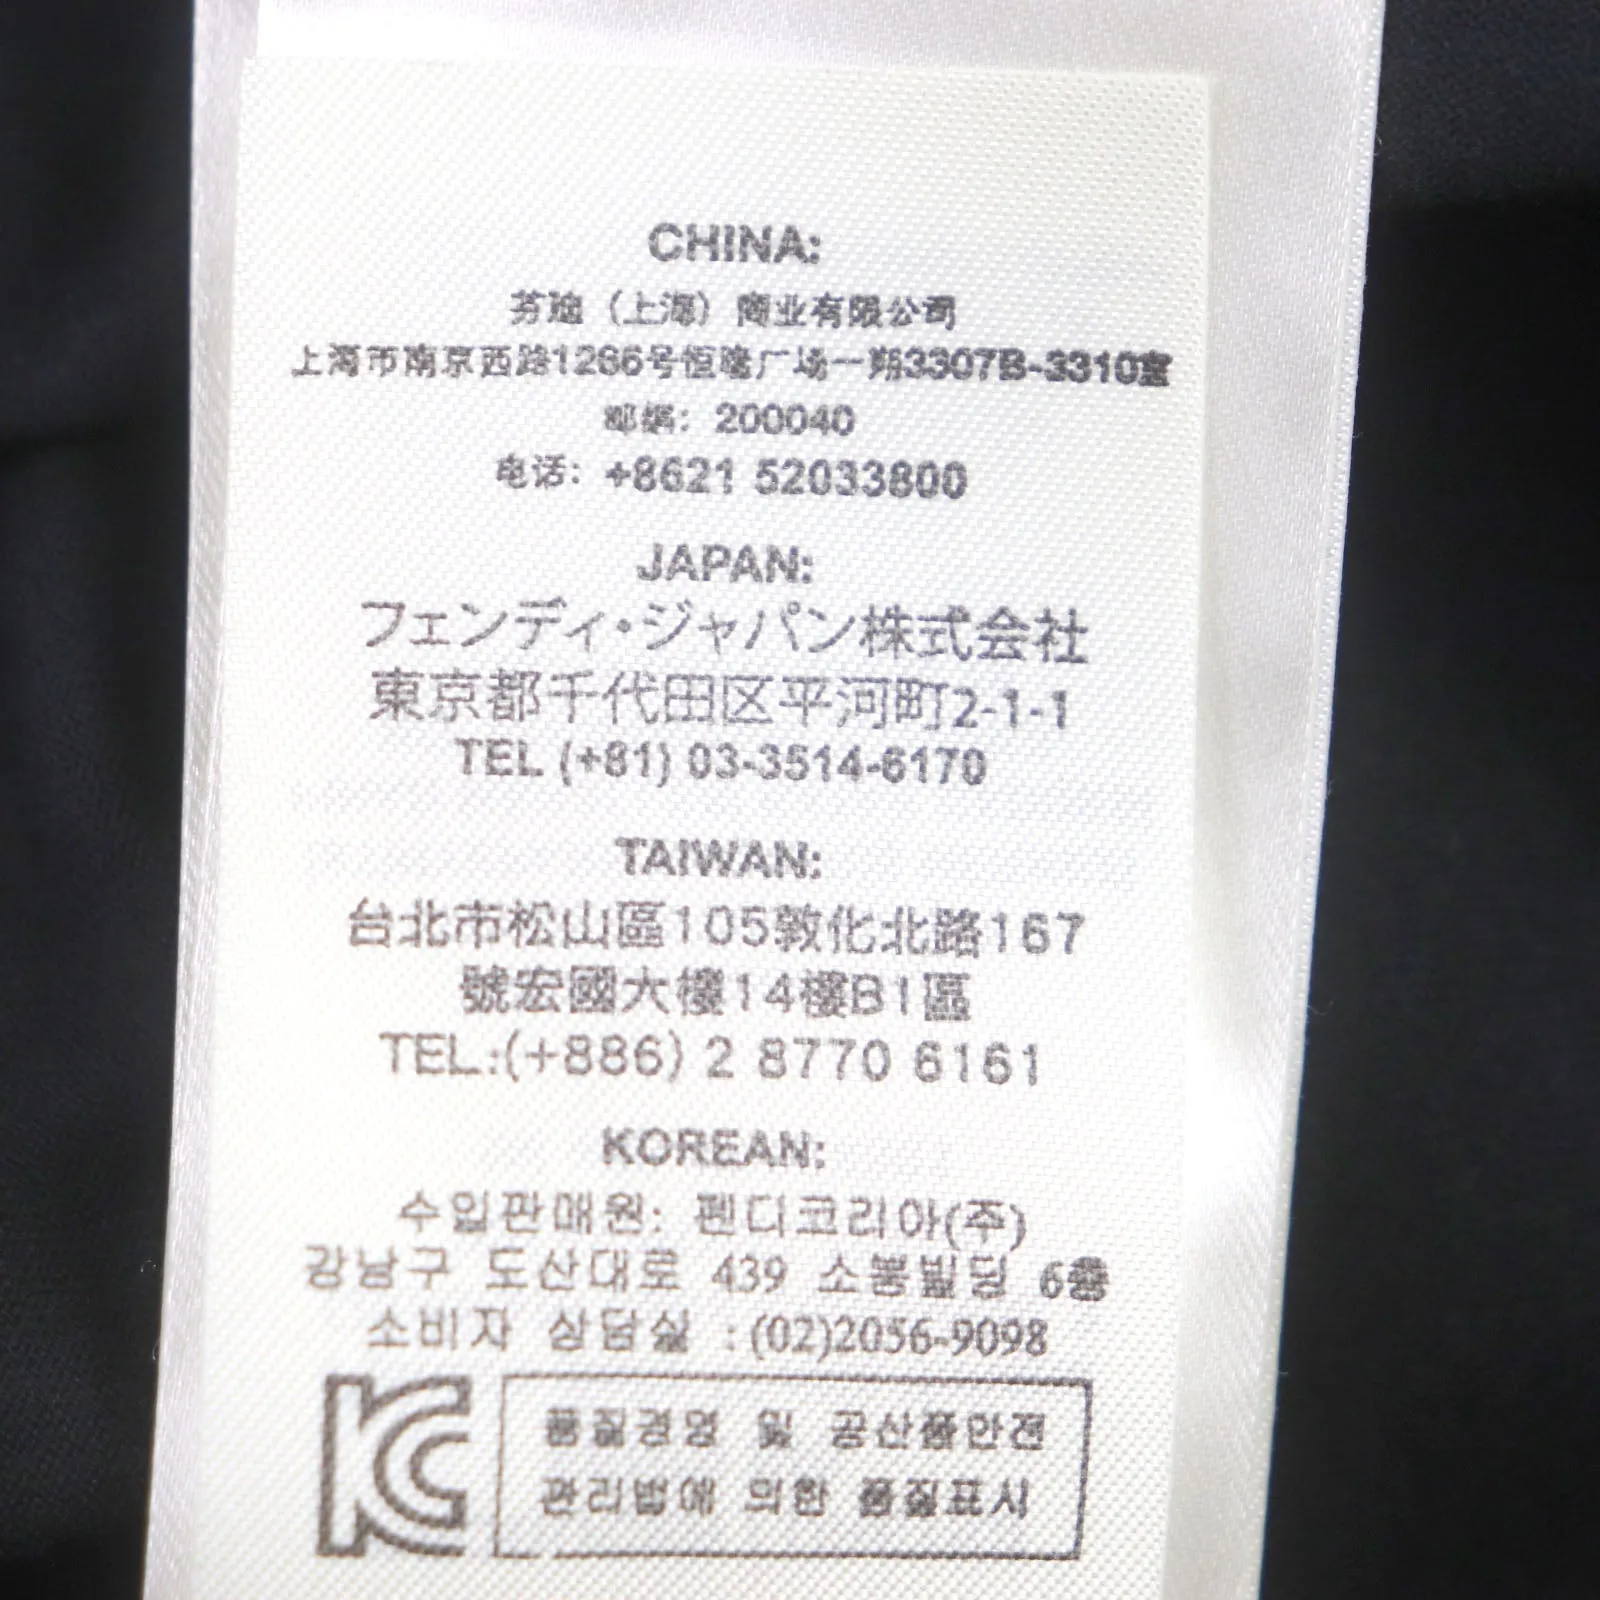 CHINA:
芬迪（上海）商业有限公司
上海市南京西路1266号恒隆广场一期3307B-3310室
邮编：200040
电话：+8621 52033800
JAPAN:
フェンディ・ジャパン株式会社
東京都千代田区平河町2-1-1
TEL (+81) 03-3514-6170
TAIWAN:
台北市松山區105敦化北路167
號宏國大樓14樓B1區
TEL:(+886) 2 8770 6161
KOREAN:
수입판매원: 펜디코리아(주)
강남구 도산대로 439 소봉빌딩 6층
소비자 상담실 :(02)2056-9098
KC
품질경영 및 공산품안전
관리법에 의한 품질표시